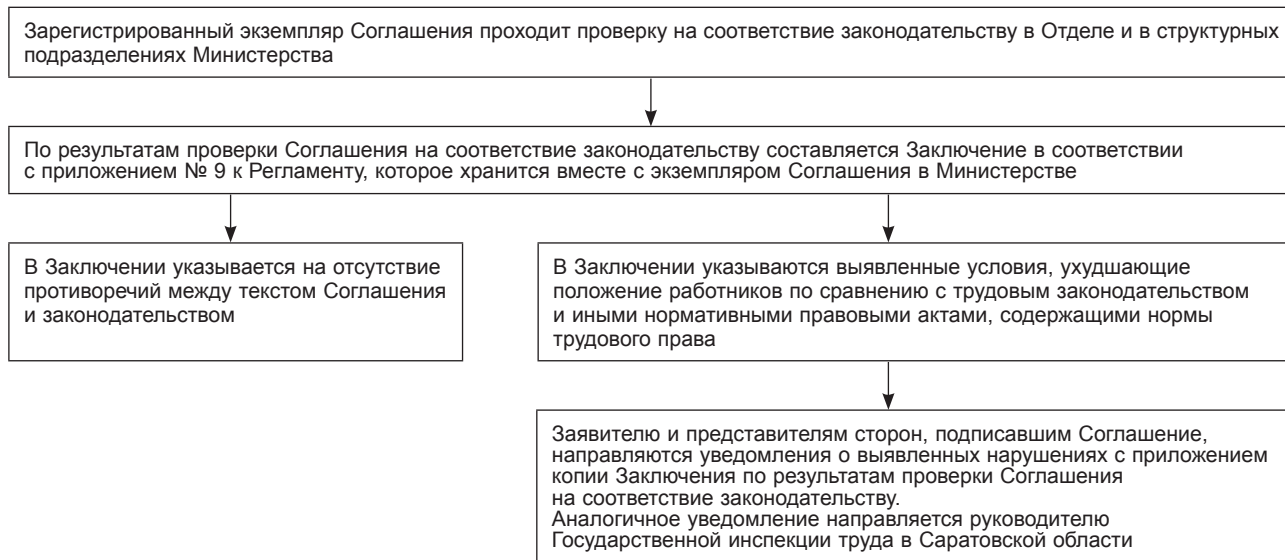 Зарегистрированный экземпляр Соглашения проходит проверку на соответствие законодательству в Отделе и в структурных
подразделениях Министерства
По результатам проверки Соглашения на соответствие законодательству составляется Заключение в соответствии
с приложением № 9 к Регламенту, которое хранится вместе с экземпляром Соглашения в Министерстве
В Заключении указывается на отсутствие
противоречий между текстом Соглашения
и законодательством
В Заключении указываются выявленные условия, ухудшающие
положение работников по сравнению с трудовым законодательством
и иными нормативными правовыми актами, содержащими нормы
трудового права
Заявителю и представителям сторон, подписавшим Соглашение,
направляются уведомления о выявленных нарушениях с приложением
копии Заключения по результатам проверки Соглашения
на соответствие законодательству.
Аналогичное уведомление направляется руководителю
Государственной инспекции труда в Саратовской области